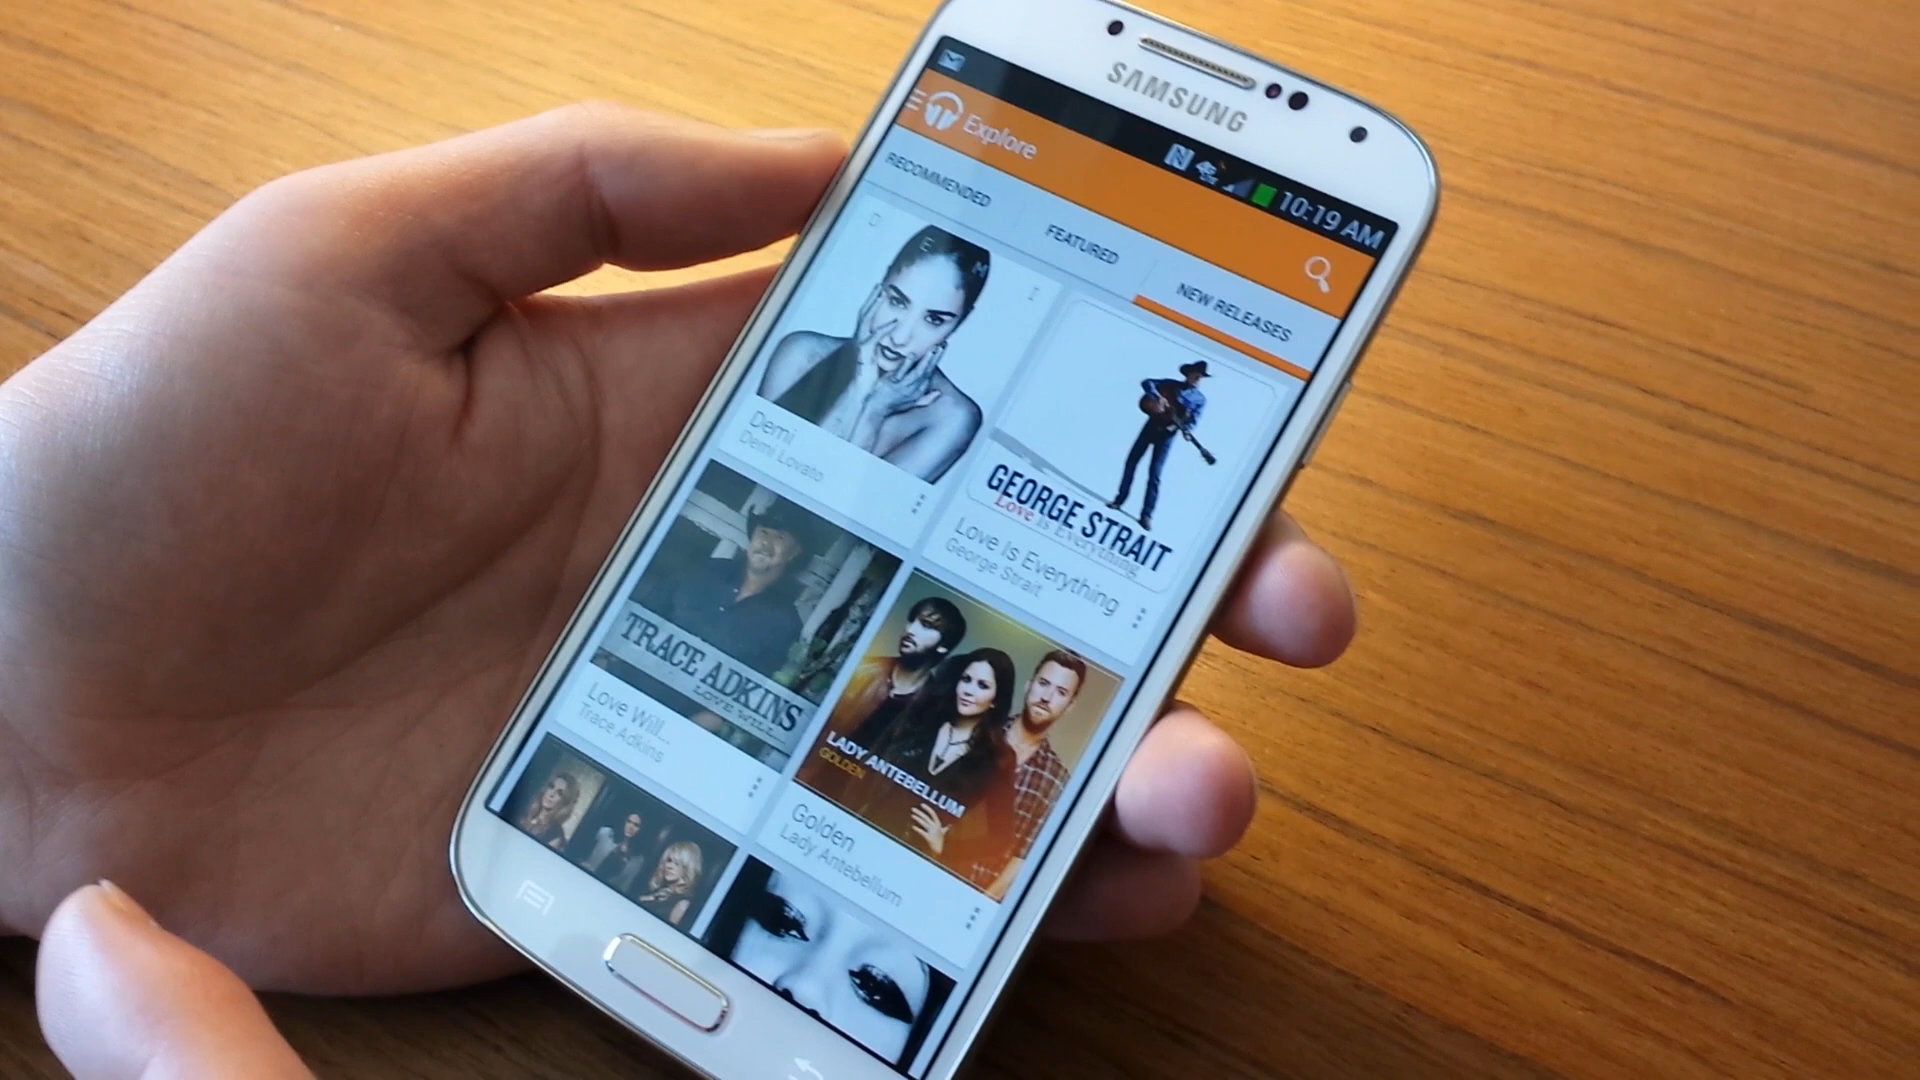 SAMSUNG
10:19 AM
Explore
RECOMMENDED
FEATURED
NEW RELEASES
D E M I
Demi
Demi Lovato
GEORGE STRAIT
Love is Everything
Love Is Everything
George Strait
TRACE ADKINS
LOVE WILL...
Love Will...
Trace Adkins
LADY ANTEBELLUM
GOLDEN
Golden
Lady Antebellum